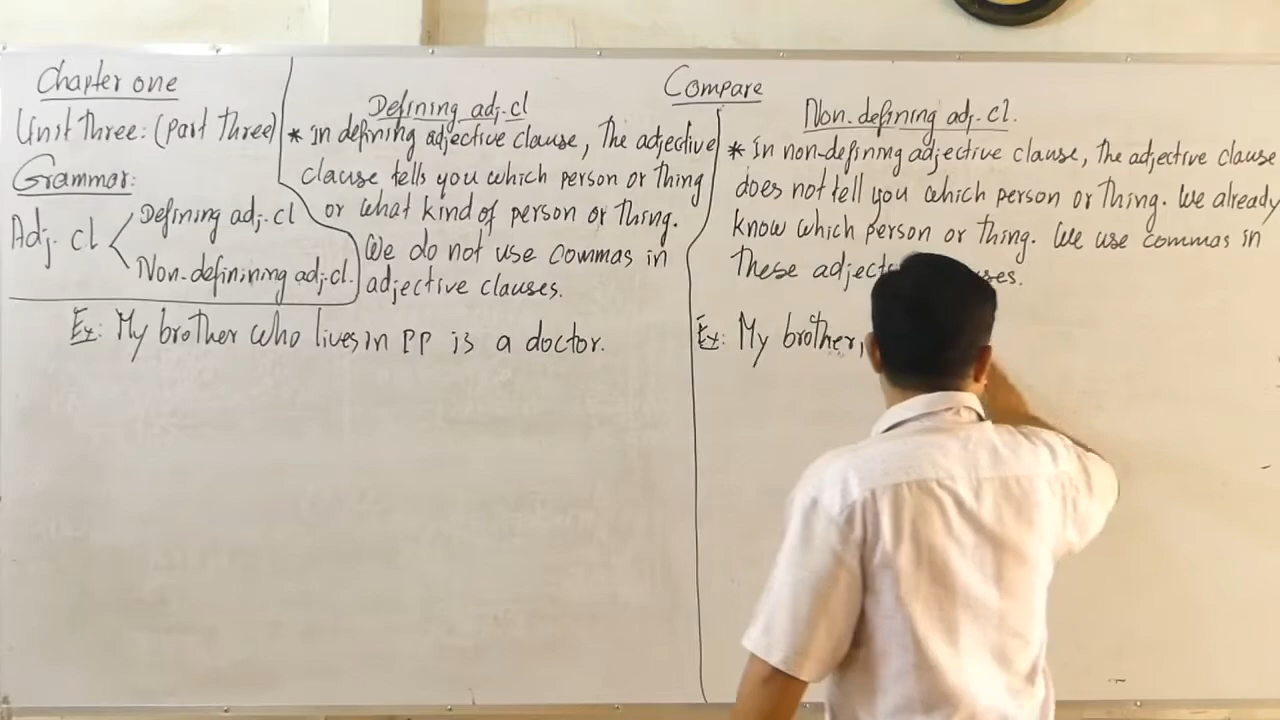 Chapter one
Unit three: (part three)
Grammar:
Adj. cl
Defining adj. cl
Non-definining adj. cl.
Compare
Defining adj. cl
* in defining adjective clause, the adjective
clause tells you which person or thing
or what kind of person or thing.
We do not use commas in
adjective clauses.
Ex: My brother who lives in PP is a doctor.
Non-defining adj. cl.
* in non-defining adjective clause, the adjective clause
does not tell you which person or thing. We already
know which person or thing. We use commas in
these
Ex: My brother,